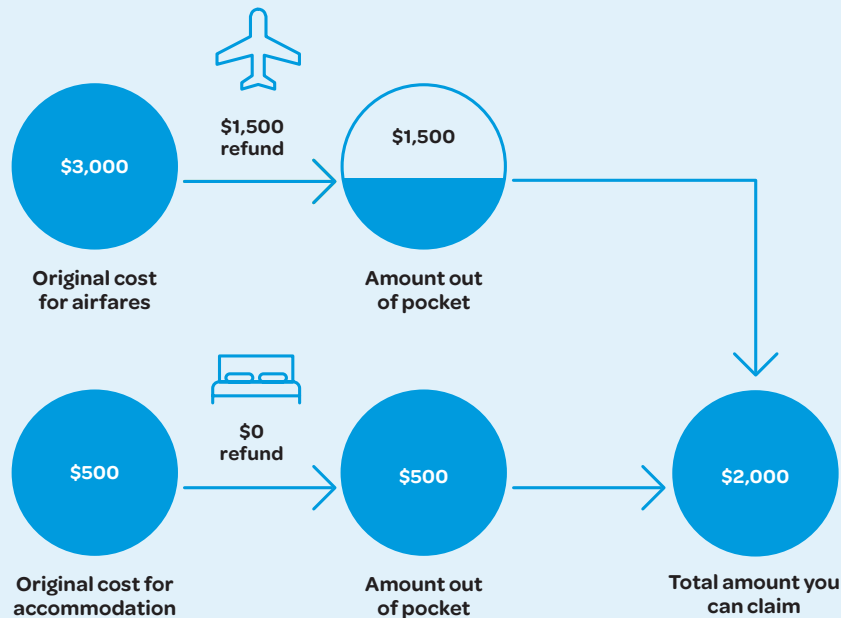 $1,500
refund
$3,000
$1,500
Original cost
for airfares
Amount out
of pocket
$0
refund
$500
$500
$2,000
Original cost for
accommodation
Amount out
of pocket
Total amount you
can claim